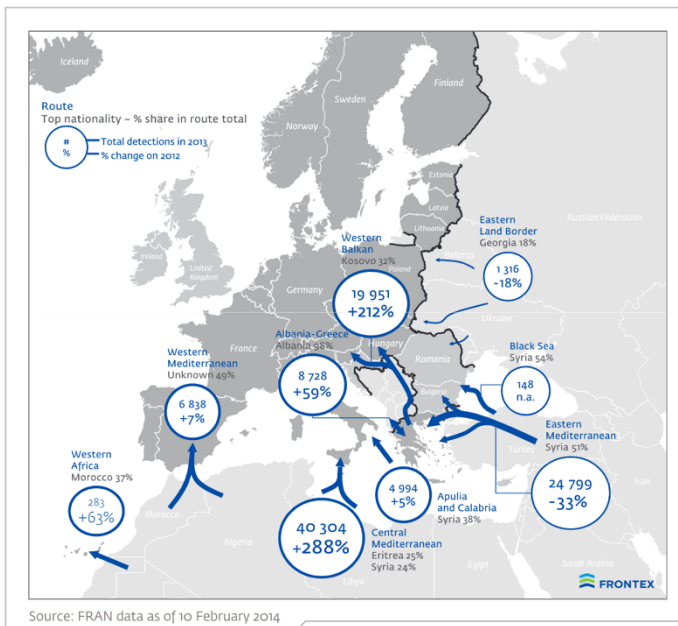 Iceland
Finland
Sweden
Norway
Route
Top nationality – % share in route total
#
%
Total detections in 2013
% change on 2012
Estonia
Latvia
Lithuania
Russian Federation
Ireland
United
Kingdom
Western
Balkan
Kosovo 32%
Poland
19 951
+212%
Belarus
Eastern
Land Border
Georgia 18%
1 316
-18%
Germany
Ukraine
France
Albania-Greece
Albania 98%
8 728
+59%
Hungary
Romania
Black Sea
Syria 54%
148
n.a.
Western
Mediterranean
Unknown 49%
6 838
+7%
Bulgaria
Turkey
Eastern
Mediterranean
Syria 51%
24 799
-33%
Western
Africa
Morocco 37%
283
+63%
Morocco
Algeria
4 994
+5%
Apulia
and Calabria
Syria 38%
40 304
+288%
Central
Mediterranean
Eritrea 25%
Syria 24%
Libya
Egypt
Iran
Saudi Arabia
FRONTEX
Source: FRAN data as of 10 February 2014